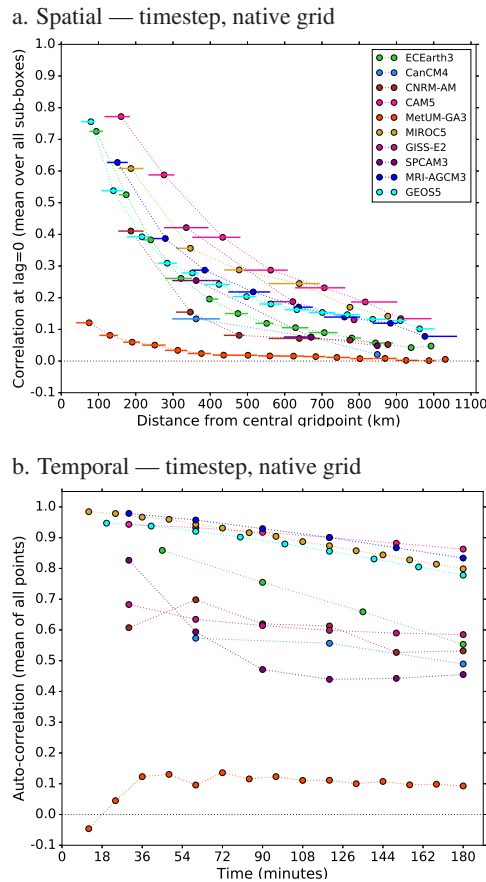 a. Spatial — timestep, native grid
Correlation at lag=0 (mean over all sub-boxes)
1.0
0.9
0.8
0.7
0.6
0.5
0.4
0.3
0.2
0.1
0.0
-0.1
ECEarth3
CanCM4
CNRM-AM
CAM5
MetUM-GA3
MIROC5
GISS-E2
SPCAM3
MRI-AGCM3
GEOS5
0 100 200 300 400 500 600 700 800 900 1000 1100
Distance from central gridpoint (km)
b. Temporal — timestep, native grid
Auto-correlation (mean of all points)
1.0
0.9
0.8
0.7
0.6
0.5
0.4
0.3
0.2
0.1
0.0
-0.1
0 18 36 54 72 90 108 126 144 162 180
Time (minutes)